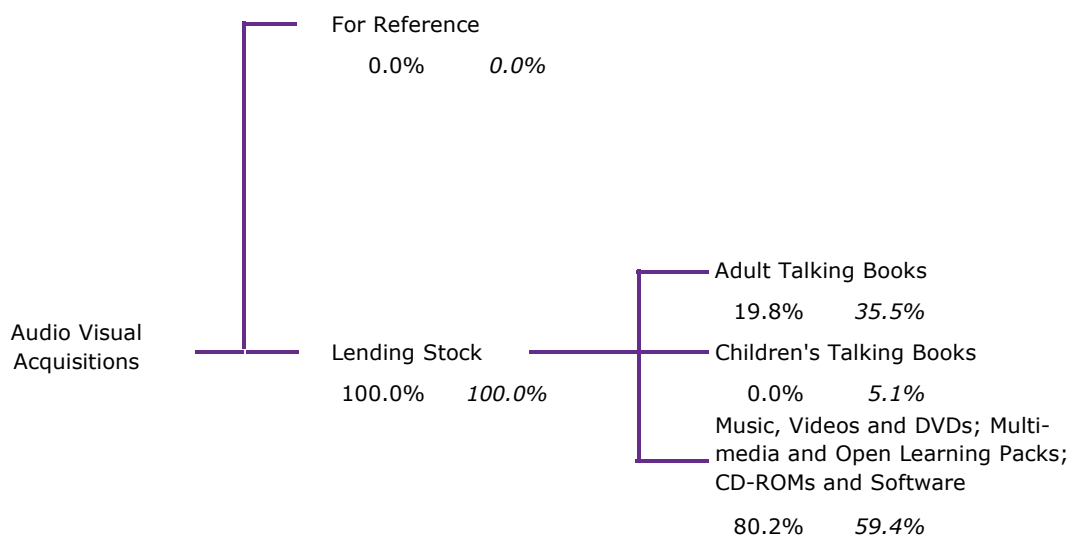 For Reference
0.0% 0.0%
Audio Visual
Acquisitions
Lending Stock
100.0% 100.0%
Adult Talking Books
19.8% 35.5%
Children's Talking Books
0.0% 5.1%
Music, Videos and DVDs; Multi-
media and Open Learning Packs;
CD-ROMs and Software
80.2% 59.4%